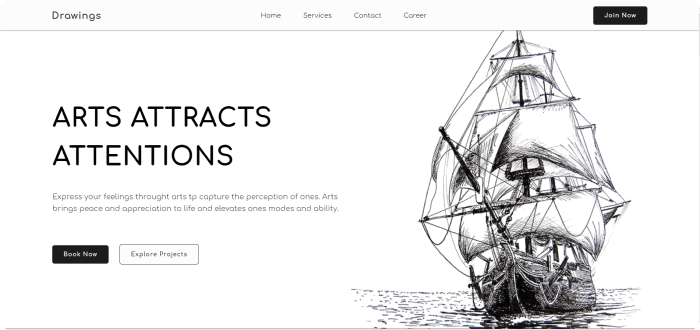 Drawings
Home Services Contact Career
Join Now
ARTS ATTRACTS
ATTENTIONS
Express your feelings throught arts tp capture the perception of ones. Arts
brings peace and appreciation to life and elevates ones modes and ability.
Book Now
Explore Projects